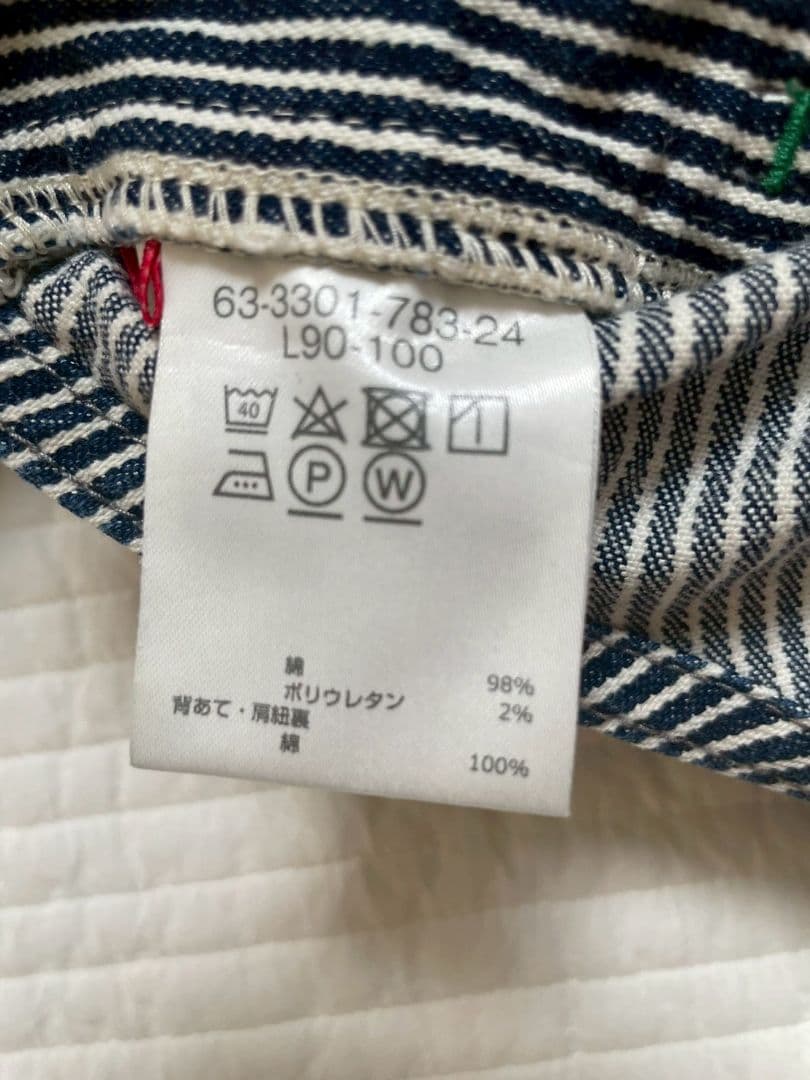 63-3301-783-24
L90-100
40
P W
綿 98%
ポリウレタン 2%
背あて・肩紐裏
綿 100%